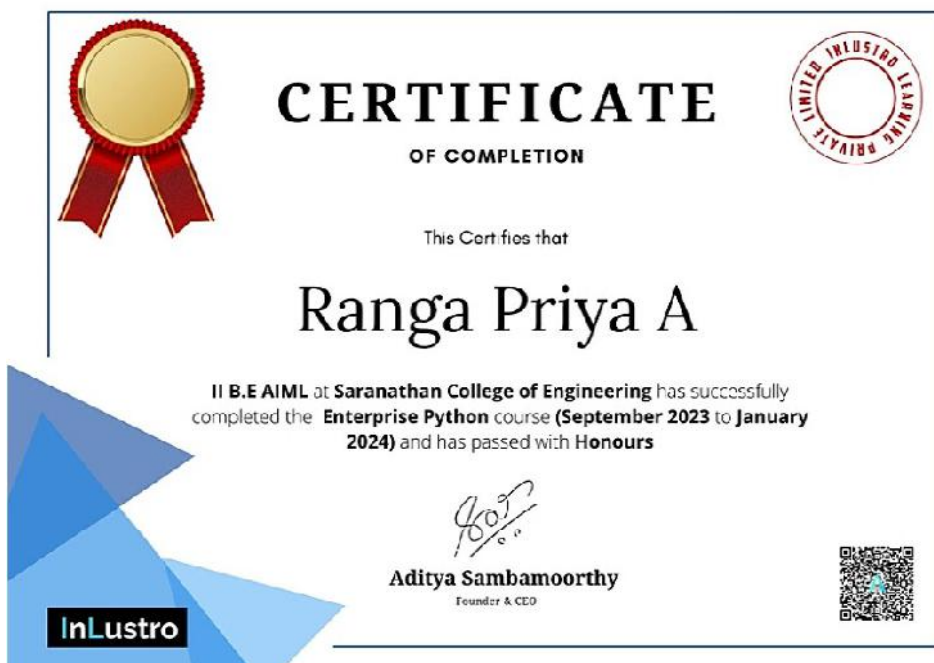 CERTIFICATE
OF COMPLETION
INLUSTRO LEARNING PRIVATE LIMITED
This Certifies that
Ranga Priya A
II B.E AIML at Saranathan College of Engineering has successfully
completed the Enterprise Python course (September 2023 to January
2024) and has passed with Honours
Aditya Sambamoorthy
Founder & CEO
InLustro